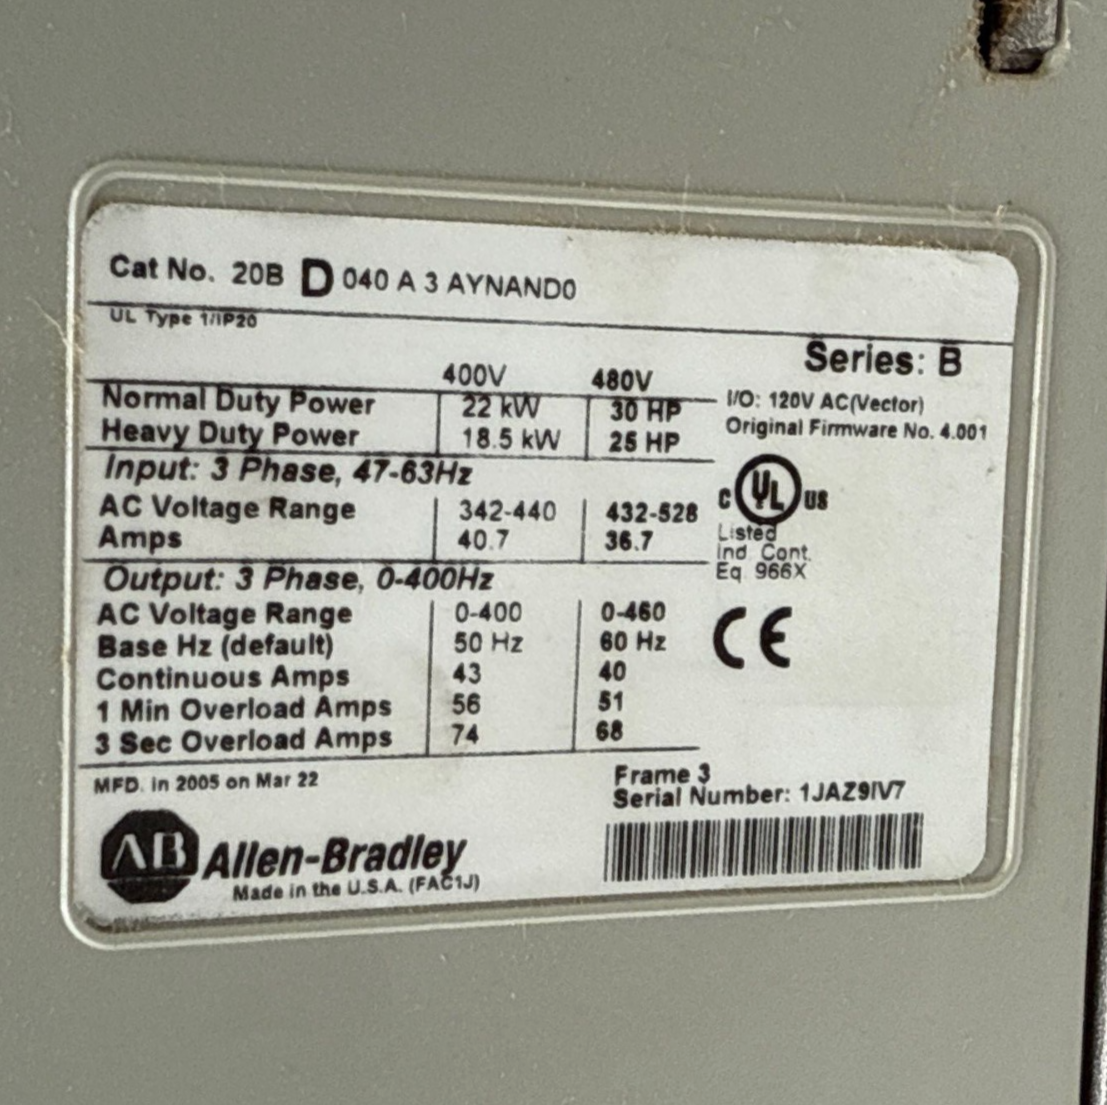 Cat No. 20B D 040 A 3 AYNAND0
UL Type 1/IP20
Series: B
400V 480V
Normal Duty Power 22 kW 30 HP
Heavy Duty Power 18.5 kW 25 HP
I/O: 120V AC(Vector)
Original Firmware No. 4.001
Input: 3 Phase, 47-63Hz
AC Voltage Range 342-440 432-528
Amps 40.7 36.7
C UL US
Listed
Ind Cont.
Eq 966X
Output: 3 Phase, 0-400Hz
AC Voltage Range 0-400 0-460
Base Hz (default) 50 Hz 60 Hz
Continuous Amps 43 40
1 Min Overload Amps 56 51
3 Sec Overload Amps 74 68
CE
MFD. in 2005 on Mar 22
Frame 3
Serial Number: 1JAZ9IV7
AB Allen-Bradley
Made in the U.S.A. (FAC1J)